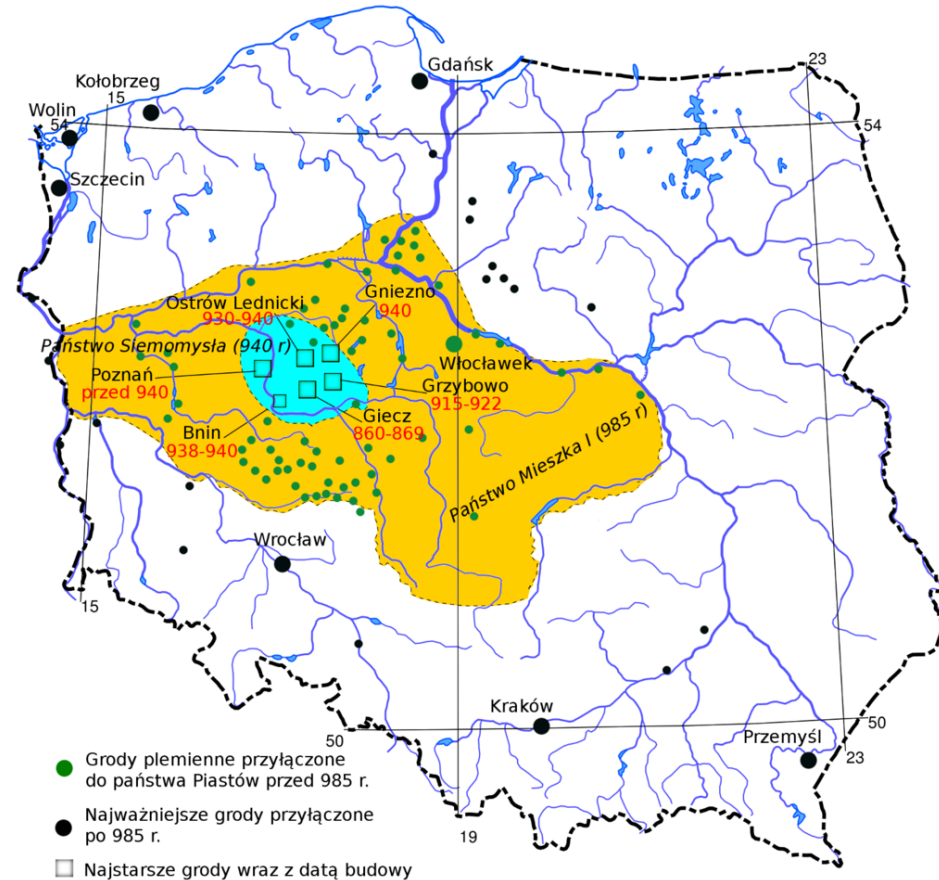 Gdańsk
23
Kołobrzeg
15
Wolin
54
54
Szczecin
Ostrów Lednicki
930-940
Gniezno
940
Państwo Siemomysła (940 r)
Włocławek
Poznań
przed 940
Grzybowo
915-922
Giecz
860-869
Bnin
938-940
Państwo Mieszka I (985 r)
Wrocław
15
Kraków
50
50
Przemyśl
23
19
Grody plemienne przyłączone
do państwa Piastów przed 985 r.
Najważniejsze grody przyłączone
po 985 r.
Najstarsze grody wraz z datą budowy